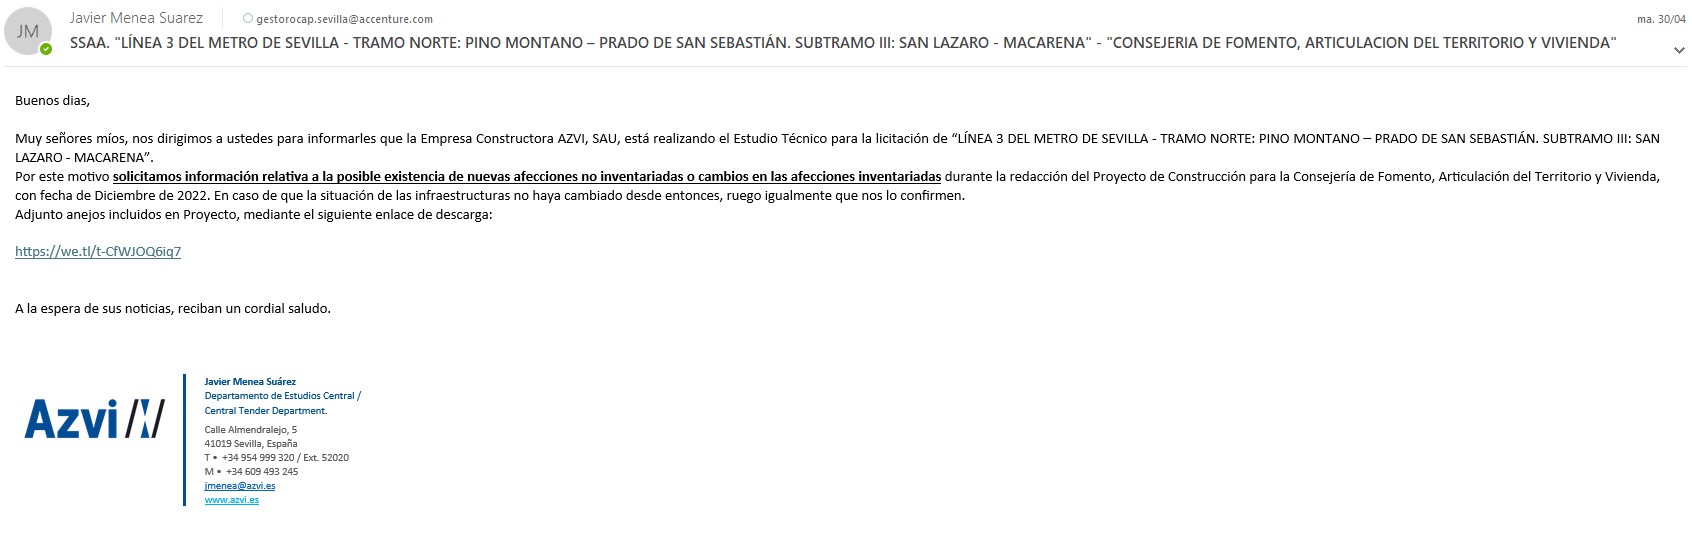 JM
Javier Menea Suarez
gestorocap.sevilla@accenture.com
ma. 30/04
SSAA. "LÍNEA 3 DEL METRO DE SEVILLA - TRAMO NORTE: PINO MONTANO – PRADO DE SAN SEBASTIÁN. SUBTRAMO III: SAN LAZARO - MACARENA" - "CONSEJERIA DE FOMENTO, ARTICULACION DEL TERRITORIO Y VIVIENDA"
Buenos dias,
Muy señores míos, nos dirigimos a ustedes para informarles que la Empresa Constructora AZVI, SAU, está realizando el Estudio Técnico para la licitación de “LÍNEA 3 DEL METRO DE SEVILLA - TRAMO NORTE: PINO MONTANO – PRADO DE SAN SEBASTIÁN. SUBTRAMO III: SAN
LAZARO - MACARENA”.
Por este motivo solicitamos información relativa a la posible existencia de nuevas afecciones no inventariadas o cambios en las afecciones inventariadas durante la redacción del Proyecto de Construcción para la Consejería de Fomento, Articulación del Territorio y Vivienda,
con fecha de Diciembre de 2022. En caso de que la situación de las infraestructuras no haya cambiado desde entonces, ruego igualmente que nos lo confirmen.
Adjunto anejos incluidos en Proyecto, mediante el siguiente enlace de descarga:
https://we.tl/t-CfWJOQ6iq7
A la espera de sus noticias, reciban un cordial saludo.
Azvi
Javier Menea Suárez
Departamento de Estudios Central /
Central Tender Department.
Calle Almendralejo, 5
41019 Sevilla, España
T • +34 954 999 320 / Ext. 52020
M • +34 609 493 245
jmenea@azvi.es
www.azvi.es